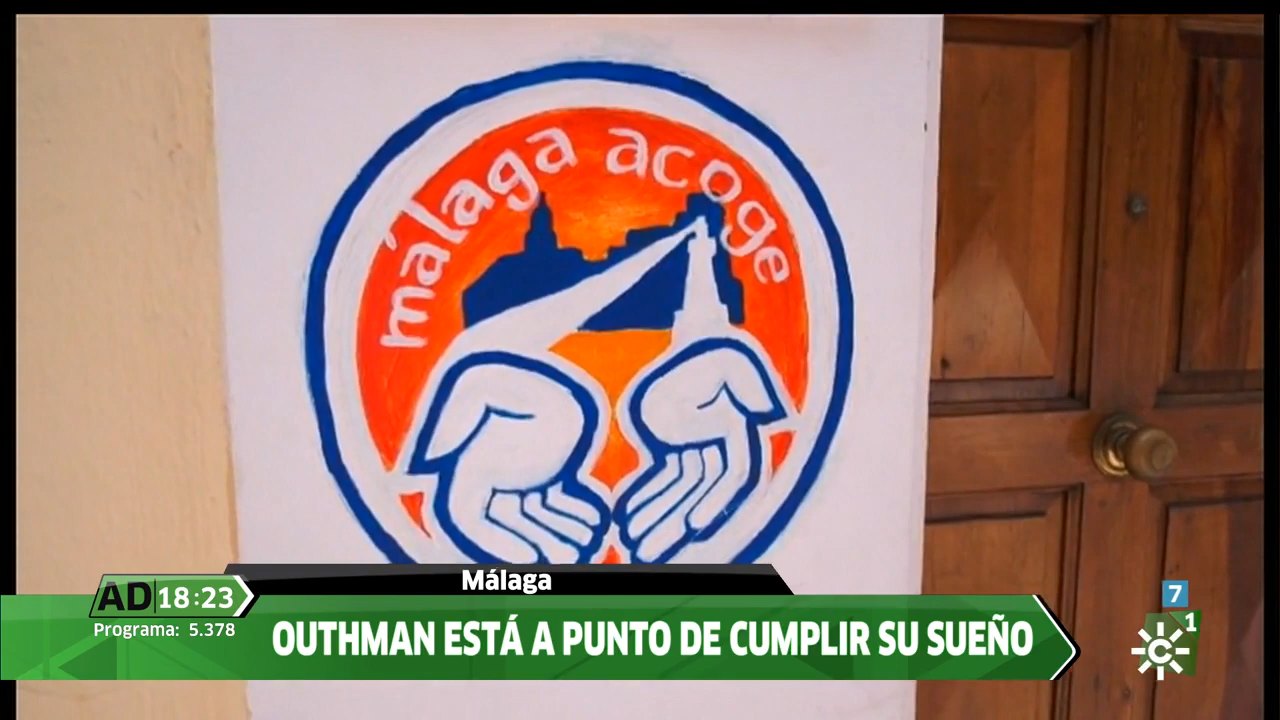 málaga acoge
Málaga
AD 18:23
Programa: 5.378
OUTHMAN ESTÁ A PUNTO DE CUMPLIR SU SUEÑO
7
1
C